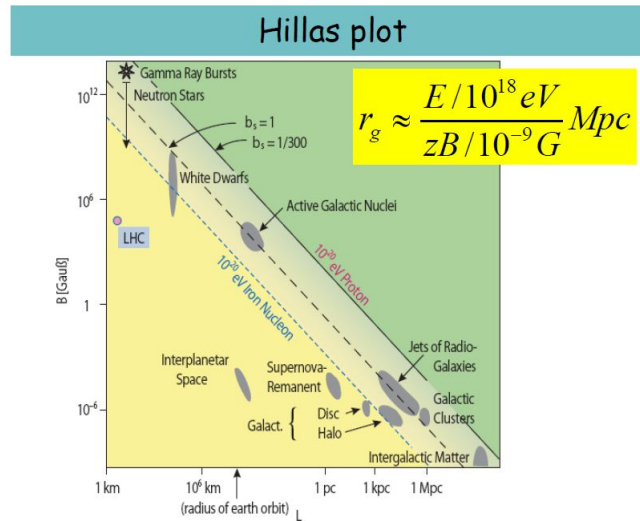 Hillas plot
r_g ≈ E/10^18 eV / zB/10^-9 G Mpc
Gamma Ray Bursts
Neutron Stars
10^12
b_s = 1
b_s = 1/300
White Dwarfs
10^6
Active Galactic Nuclei
LHC
10^20 eV Proton
10^20 eV Iron Nucleon
B [Gauß]
1
Jets of Radio-
Galaxies
Interplanetar
Space
Supernova-
Remanent
Galactic
Clusters
10^-6
Galact. {
Disc
Halo
Intergalactic Matter
1 km
10^6 km
1 pc
1 kpc
1 Mpc
(radius of earth orbit)
L